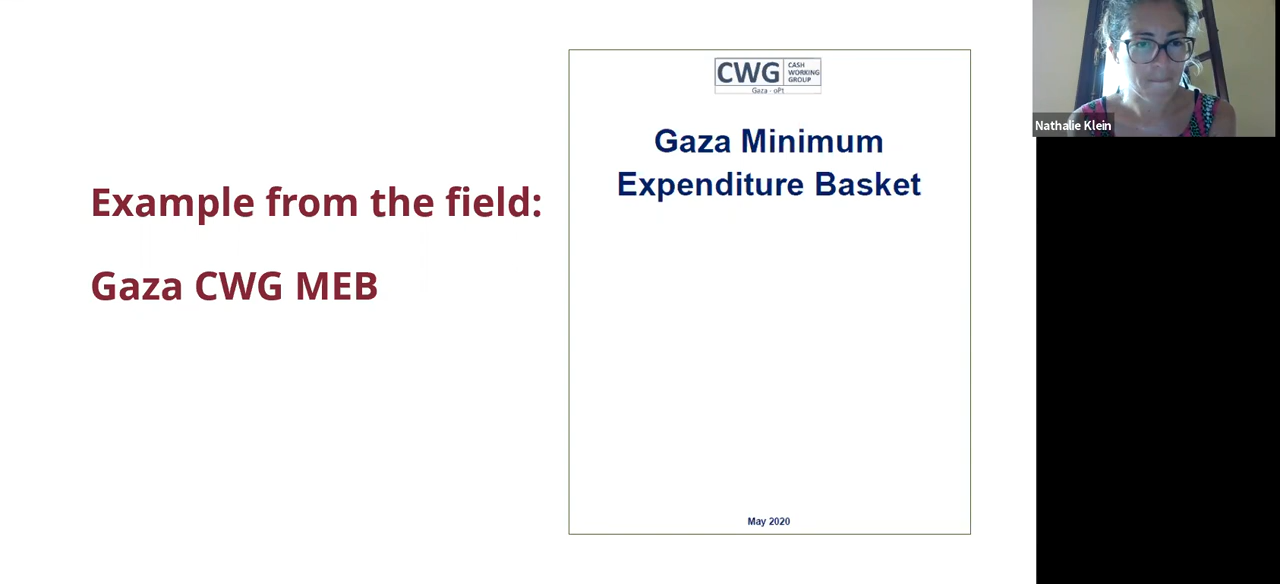 Example from the field:
Gaza CWG MEB
CWG
CASH
WORKING
GROUP
Gaza - oPt
Gaza Minimum
Expenditure Basket
May 2020
Nathalie Klein